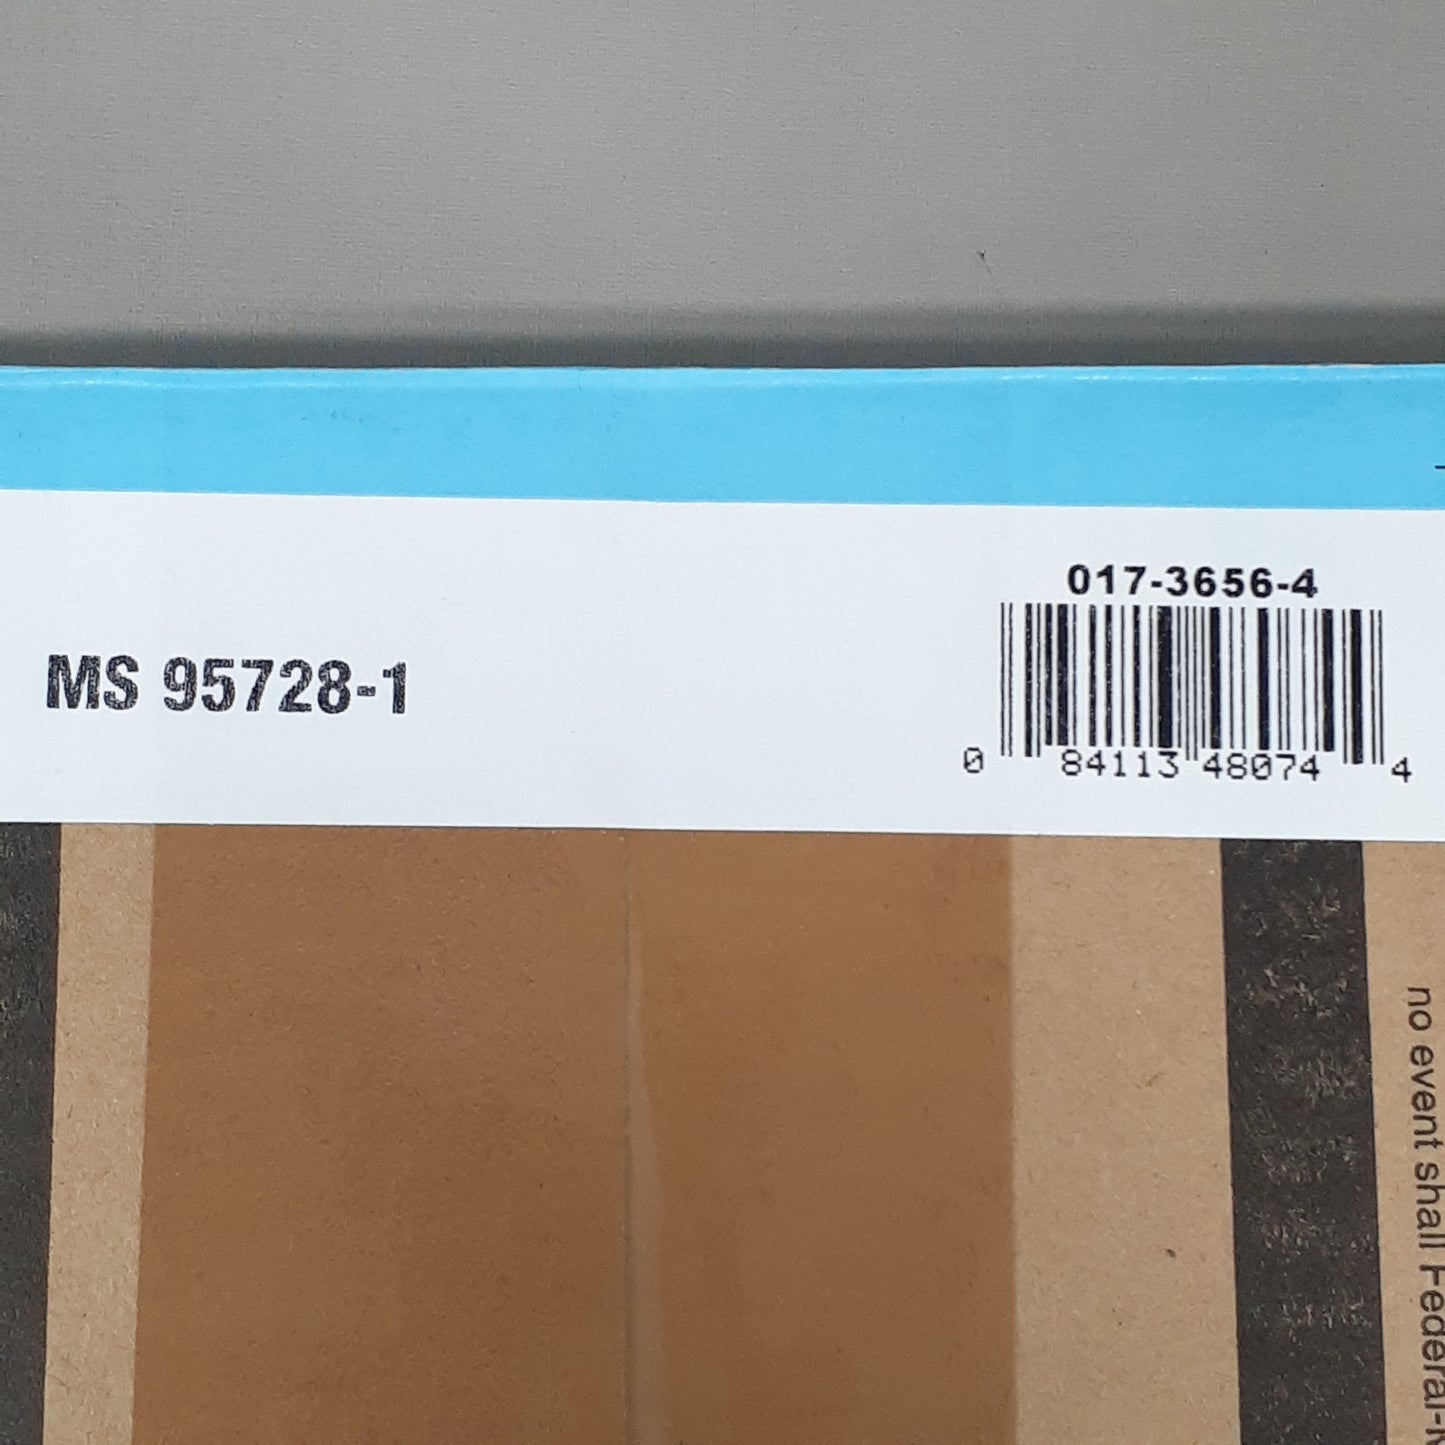 017-3656-4
MS 95728-1
0 84113 48074 4
no event shall Federal-